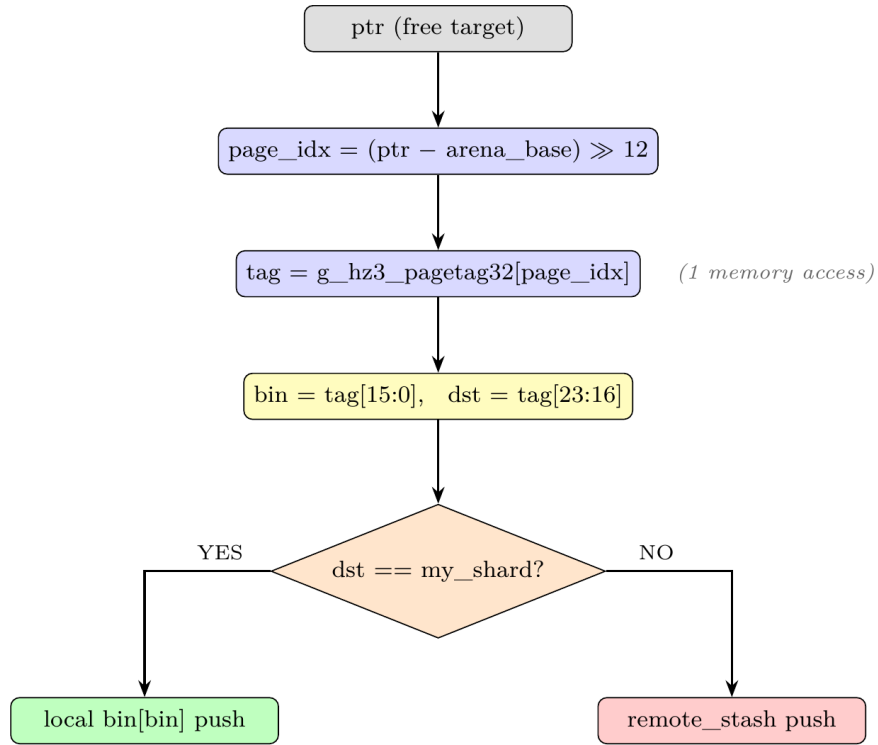 ptr (free target)
page_idx = (ptr − arena_base) ≫ 12
tag = g_hz3_pagetag32[page_idx]
(1 memory access)
bin = tag[15:0], dst = tag[23:16]
dst == my_shard?
YES
NO
local bin[bin] push
remote_stash push